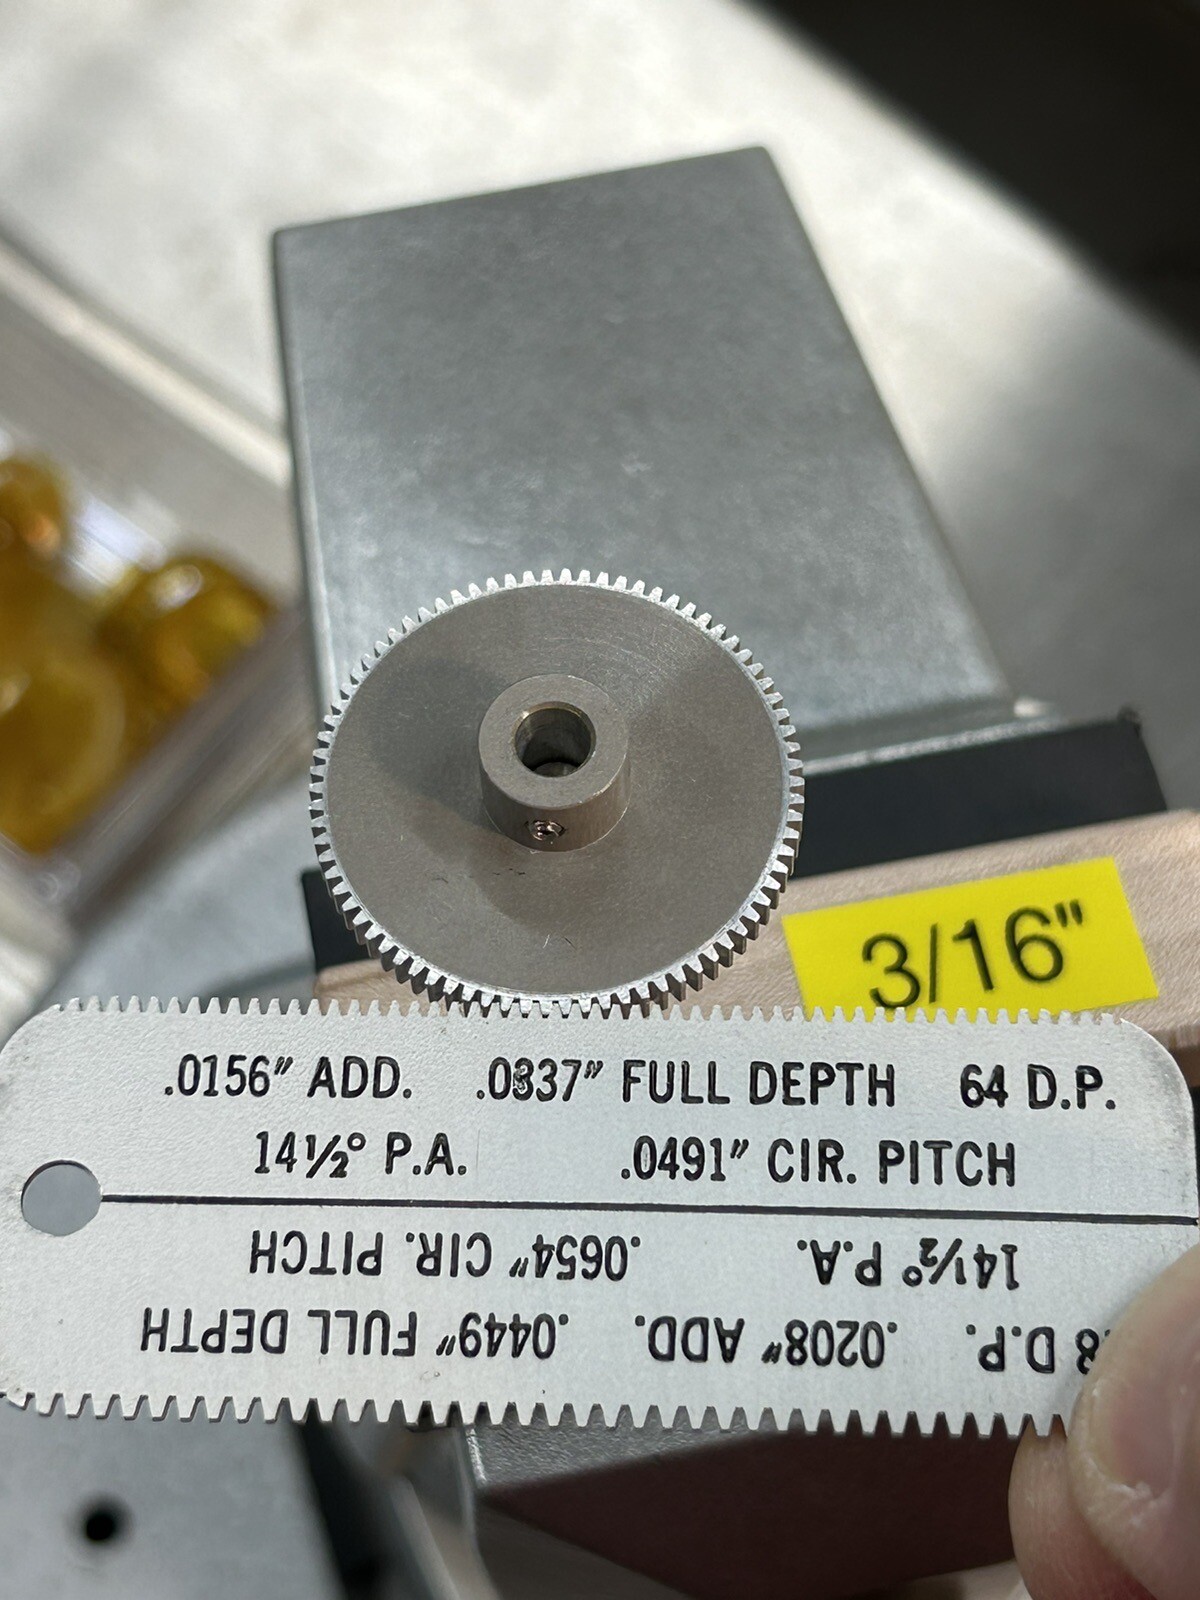 3/16"
.0156" ADD. .0337" FULL DEPTH 64 D.P.
14½° P.A. .0491" CIR. PITCH
8 D.P. .0208" ADD. .0449" FULL DEPTH
14½° P.A. .0654" CIR. PITCH